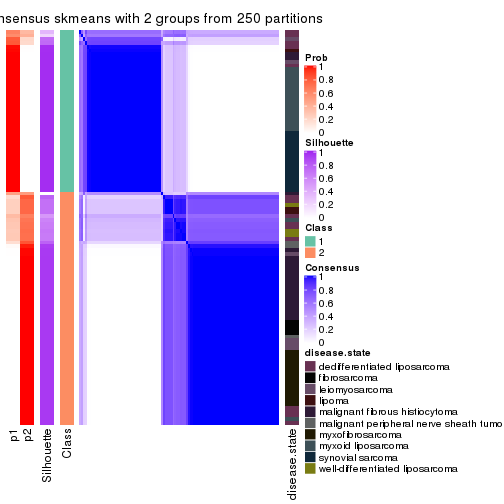 nsensus skmeans with 2 groups from 250 partitions
Prob
1
0.8
0.6
0.4
0.2
0
Silhouette
1
0.8
0.6
0.4
0.2
0
Class
1
2
Consensus
1
0.8
0.6
0.4
0.2
0
disease.state
dedifferentiated liposarcoma
fibrosarcoma
leiomyosarcoma
lipoma
malignant fibrous histiocytoma
malignant peripheral nerve sheath tumo
myxofibrosarcoma
myxoid liposarcoma
synovial sarcoma
well-differentiated liposarcoma
p1
p2
Silhouette
Class
disease.state